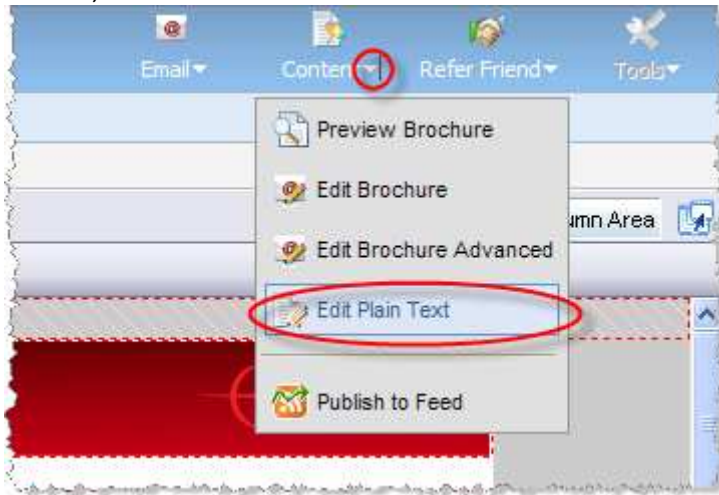 Email Content Refer Friend Tools
Preview Brochure
Edit Brochure
umn Area
Edit Brochure Advanced
Edit Plain Text
Publish to Feed